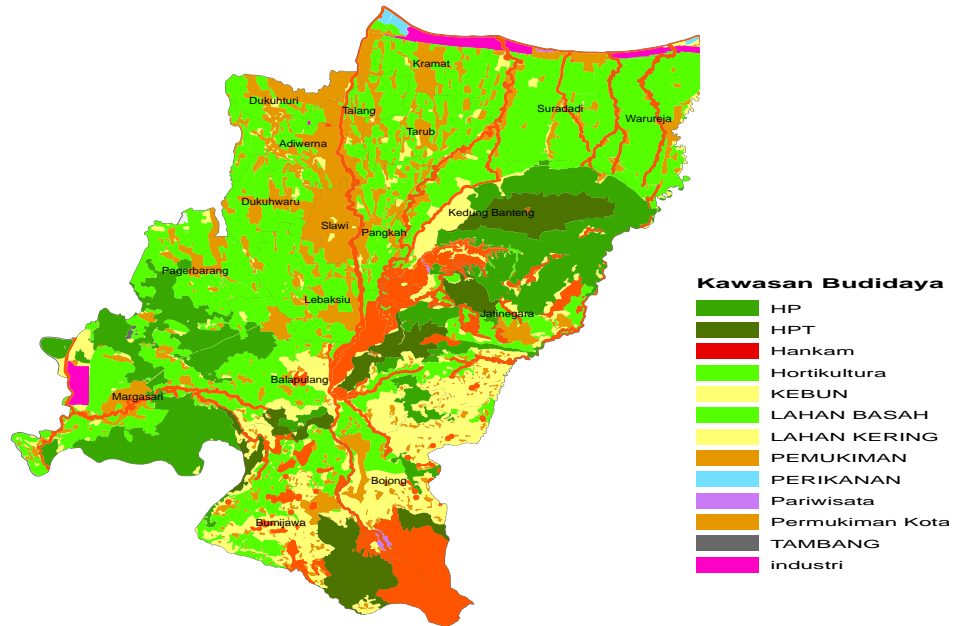 Kramat
Dukuhturi
Talang
Suradadi
Warureja
Tarub
Adiwerna
Dukuhwaru
Kedung Banteng
Slawi
Pangkah
Pagerbarang
Lebaksiu
Jatinegara
Balapulang
Margasari
Bojong
Bumijawa
Kawasan Budidaya
HP
HPT
Hankam
Hortikultura
KEBUN
LAHAN BASAH
LAHAN KERING
PEMUKIMAN
PERIKANAN
Pariwisata
Permukiman Kota
TAMBANG
industri